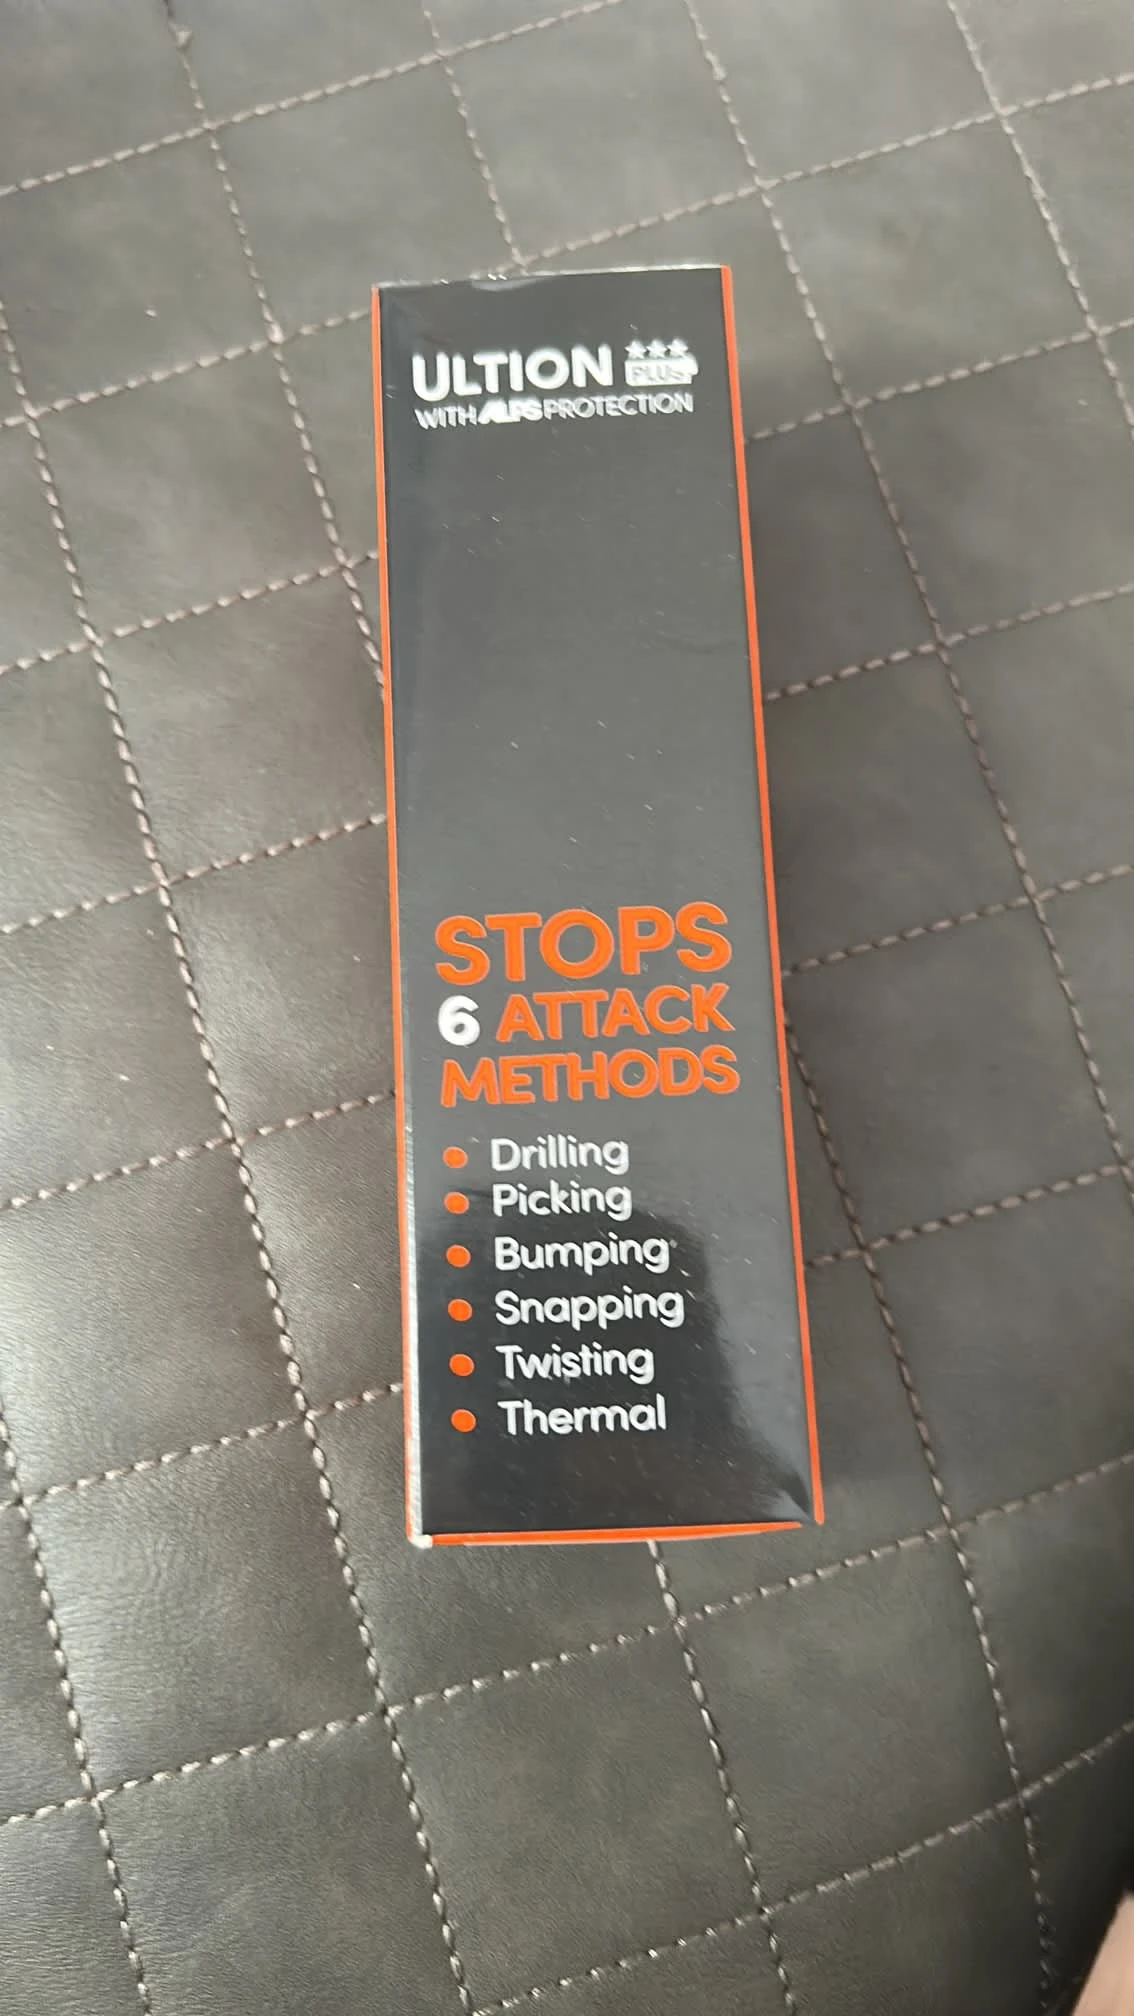 ULTION ★★★ PLUS
WITH ALPS PROTECTION
STOPS
6 ATTACK
METHODS
• Drilling
• Picking
• Bumping
• Snapping
• Twisting
• Thermal